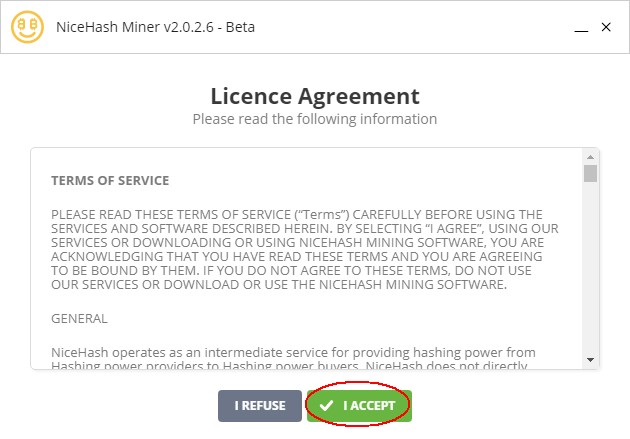 NiceHash Miner v2.0.2.6 - Beta
Licence Agreement
Please read the following information
TERMS OF SERVICE
PLEASE READ THESE TERMS OF SERVICE (“Terms”) CAREFULLY BEFORE USING THE
SERVICES AND SOFTWARE DESCRIBED HEREIN. BY SELECTING “I AGREE”, USING OUR
SERVICES OR DOWNLOADING OR USING NICEHASH MINING SOFTWARE, YOU ARE
ACKNOWLEDGING THAT YOU HAVE READ THESE TERMS AND YOU ARE AGREEING
TO BE BOUND BY THEM. IF YOU DO NOT AGREE TO THESE TERMS, DO NOT USE
OUR SERVICES OR DOWNLOAD OR USE THE NICEHASH MINING SOFTWARE.
GENERAL
NiceHash operates as an intermediate service for providing hashing power from
Hashing power providers to Hashing power buyers. NiceHash does not directly
I REFUSE
I ACCEPT